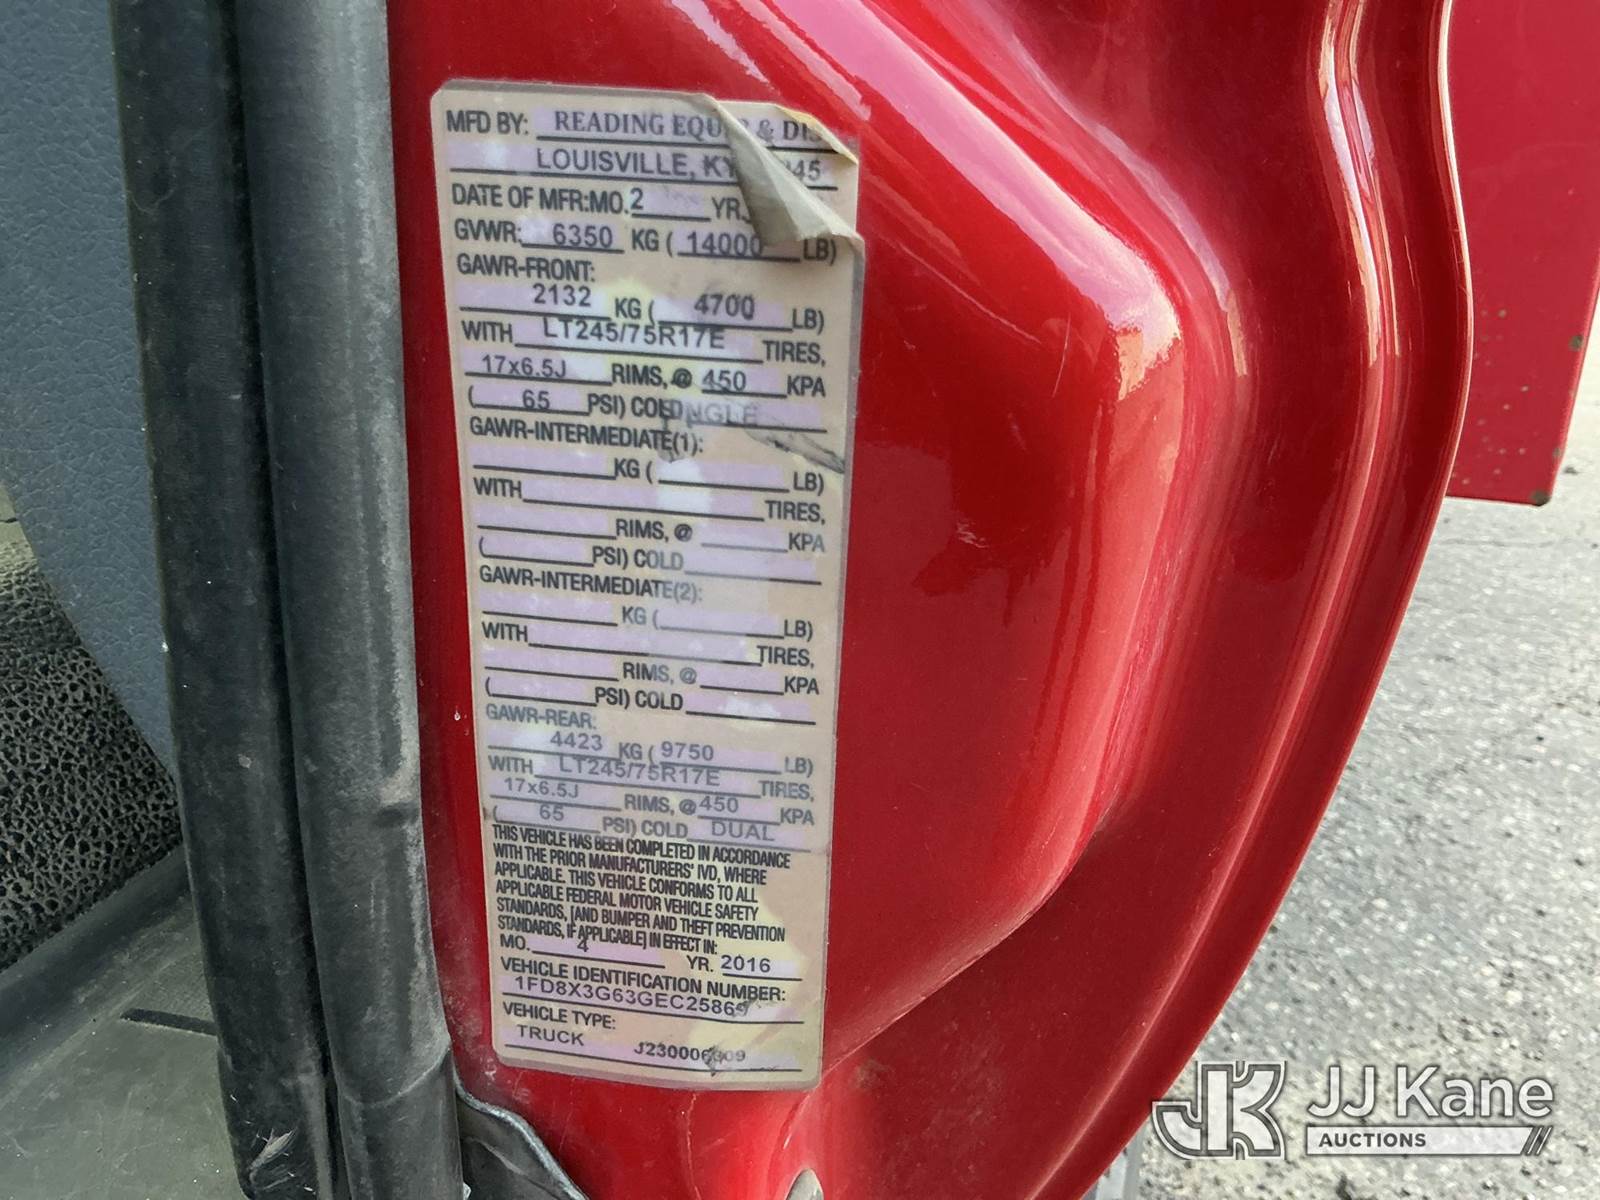 MFD BY: READING EQUIP & DIS
LOUISVILLE, KY
DATE OF MFR: MO. 2 YR.
GVWR: 6350 KG ( 14000 LB)
GAWR-FRONT:
2132 KG ( 4700 LB)
WITH LT245/75R17E TIRES,
17x6.5J RIMS, @ 450 KPA
( 65 PSI) COLD SINGLE
GAWR-INTERMEDIATE(1):
KG ( LB)
WITH TIRES,
RIMS, @ KPA
( PSI) COLD
GAWR-INTERMEDIATE(2):
KG ( LB)
WITH TIRES,
RIMS, @ KPA
( PSI) COLD
GAWR-REAR:
4423 KG ( 9750 LB)
WITH LT245/75R17E TIRES,
17x6.5J RIMS, @ 450 KPA
( 65 PSI) COLD DUAL
THIS VEHICLE HAS BEEN COMPLETED IN ACCORDANCE
WITH THE PRIOR MANUFACTURERS' IVD, WHERE
APPLICABLE. THIS VEHICLE CONFORMS TO ALL
APPLICABLE FEDERAL MOTOR VEHICLE SAFETY
STANDARDS, [AND BUMPER AND THEFT PREVENTION
STANDARDS, IF APPLICABLE] IN EFFECT IN:
MO. 4 YR. 2016
VEHICLE IDENTIFICATION NUMBER:
1FD8X3G63GEC25869
VEHICLE TYPE:
TRUCK
JK JJ Kane
AUCTIONS